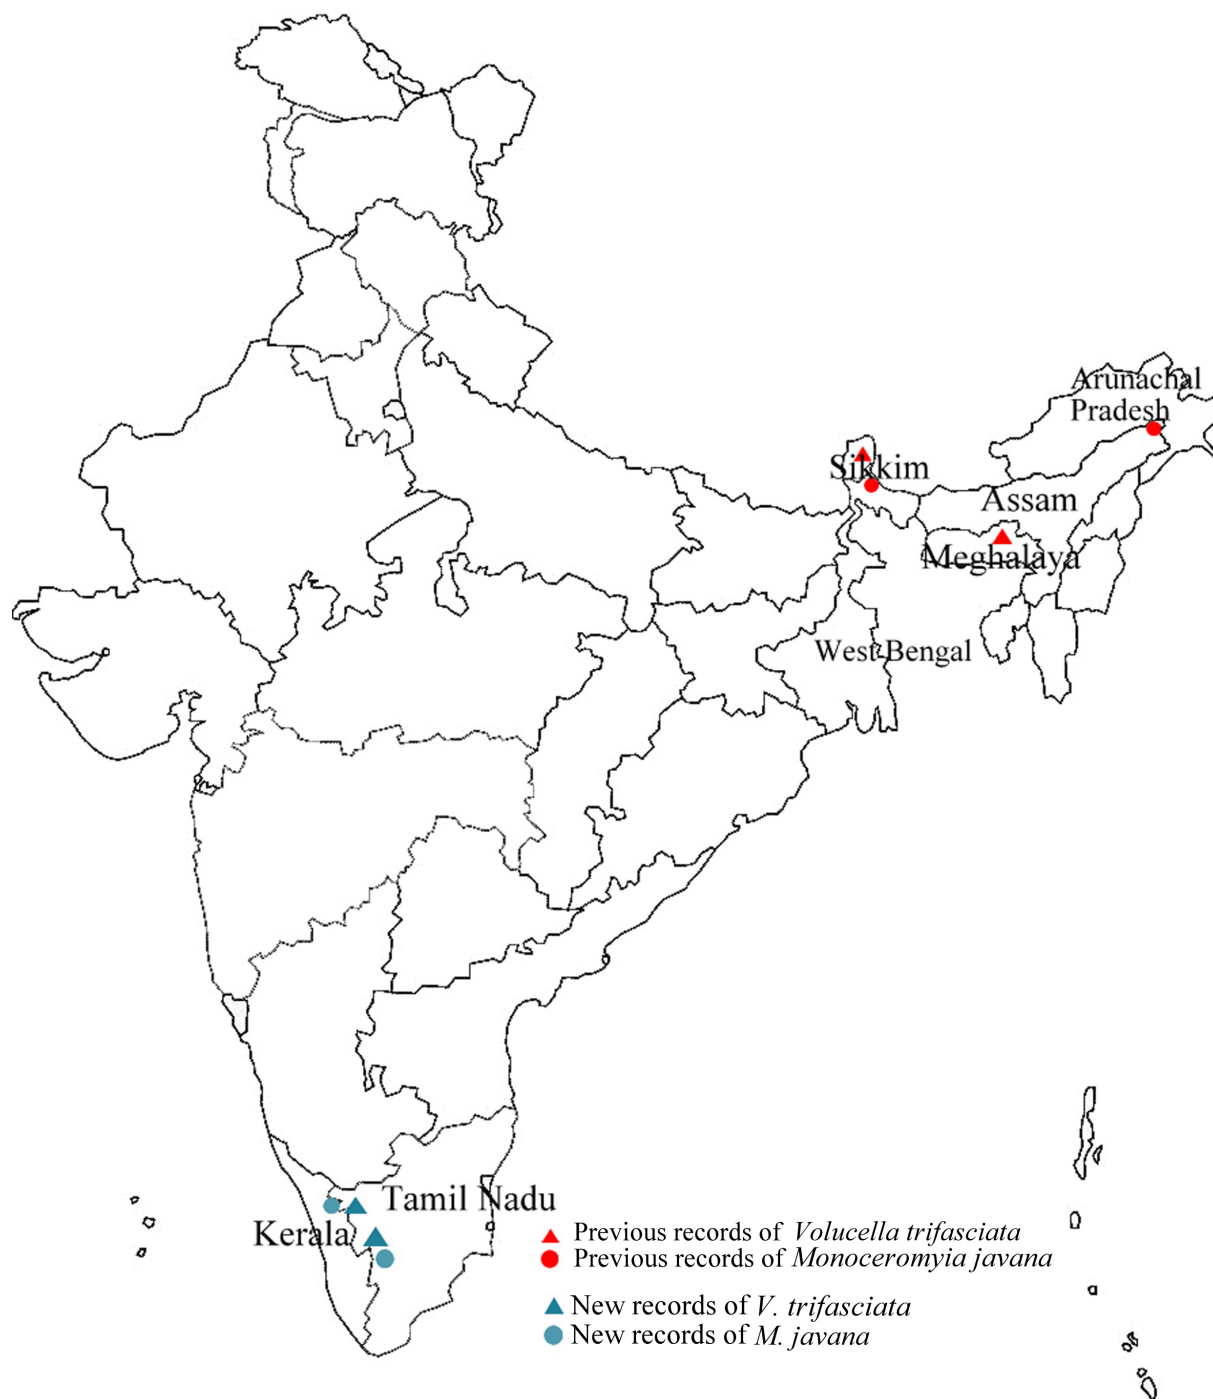 Arunachal
Pradesh
Sikkim
Assam
Meghalaya
West Bengal
Tamil Nadu
Kerala
Previous records of Volucella trifasciata
Previous records of Monoceromyia javana
New records of V. trifasciata
New records of M. javana